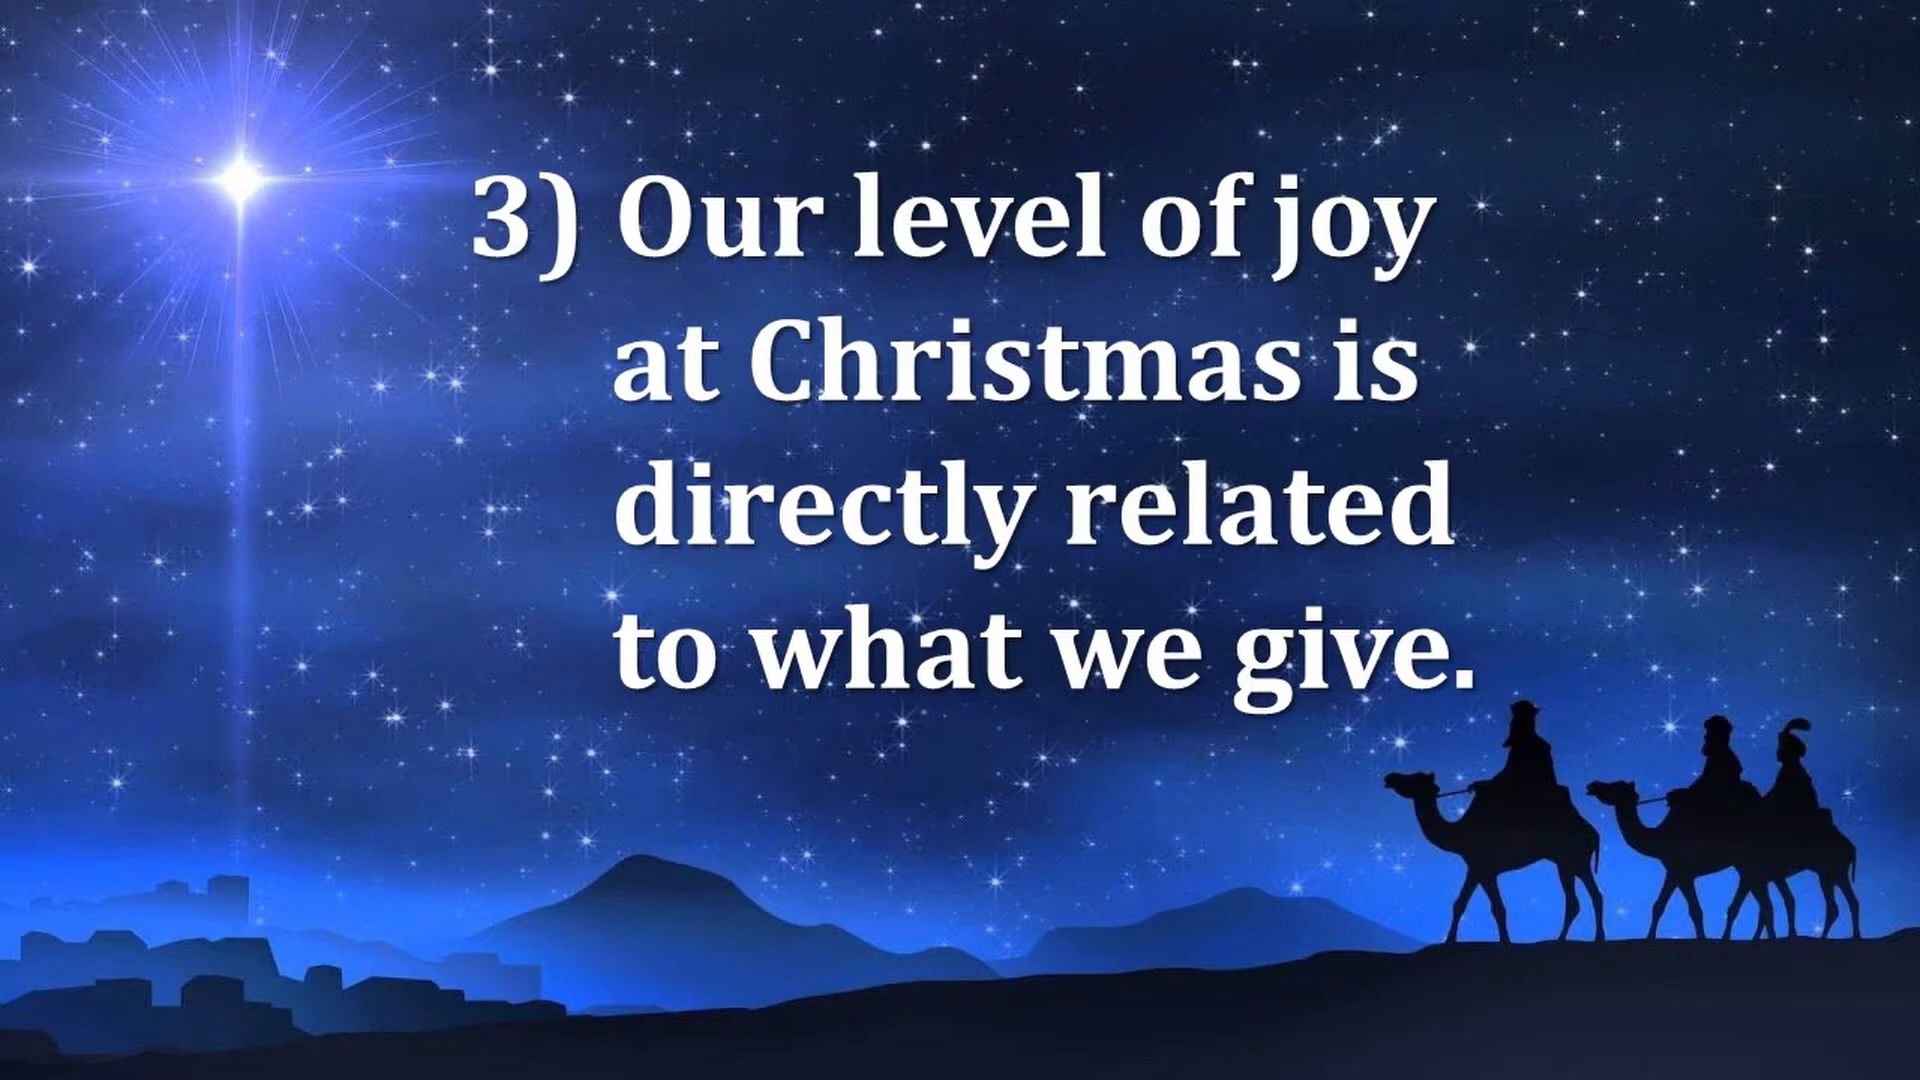 3) Our level of joy
at Christmas is
directly related
to what we give.